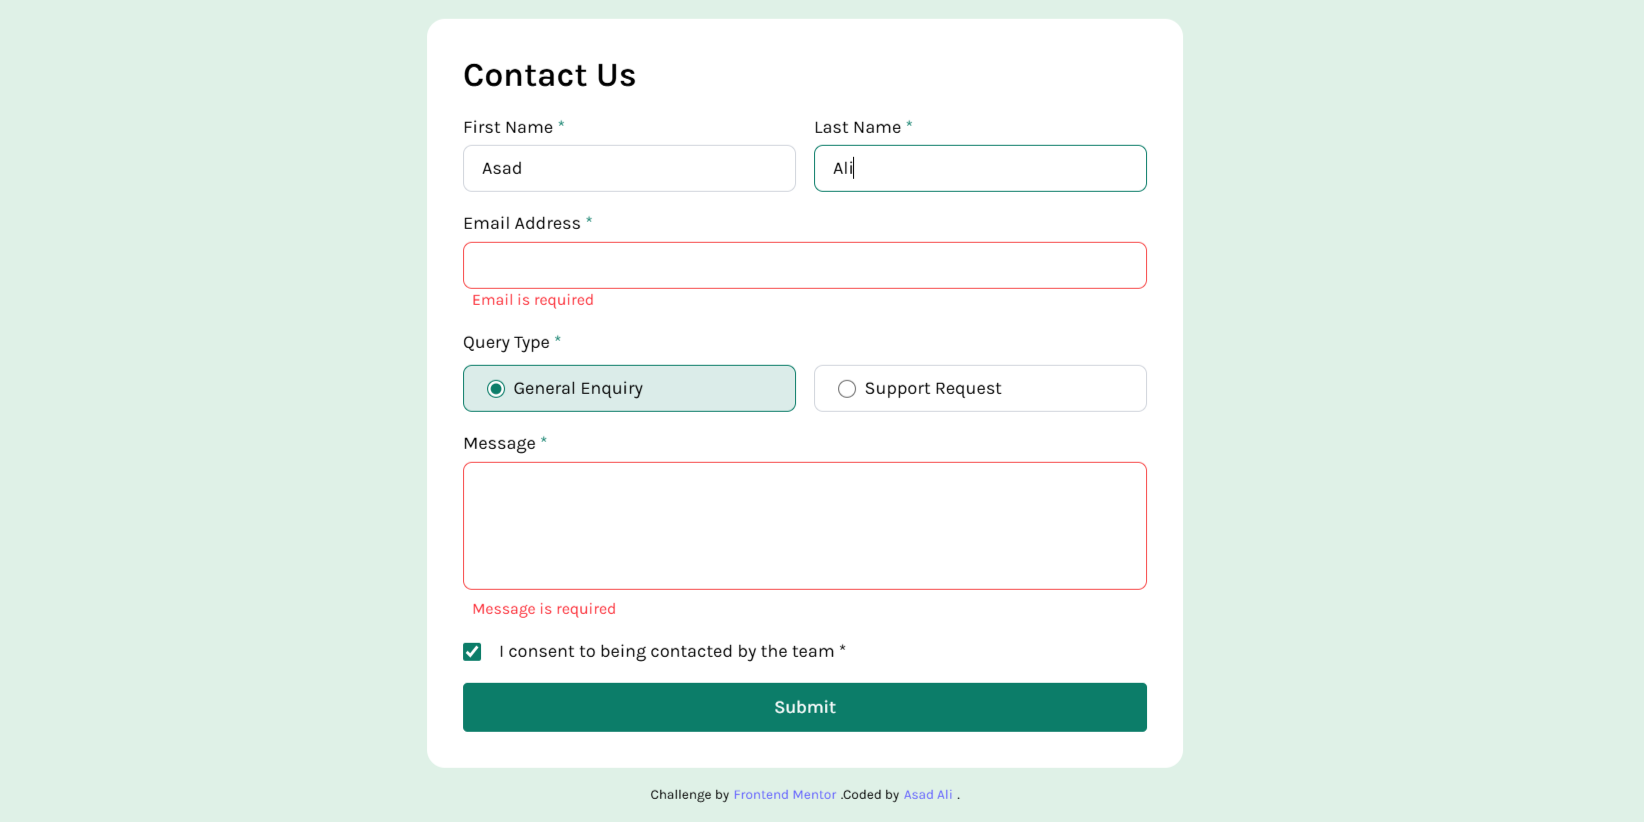 Contact Us
First Name * Last Name *
Asad Ali
Email Address *
Email is required
Query Type *
General Enquiry Support Request
Message *
Message is required
I consent to being contacted by the team *
Submit
Challenge by Frontend Mentor .Coded by Asad Ali .